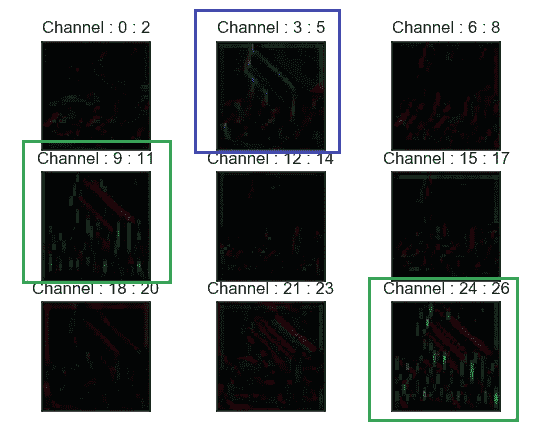 Channel : 0 : 2
Channel : 3 : 5
Channel : 6 : 8
Channel : 9 : 11
Channel : 12 : 14
Channel : 15 : 17
Channel : 18 : 20
Channel : 21 : 23
Channel : 24 : 26